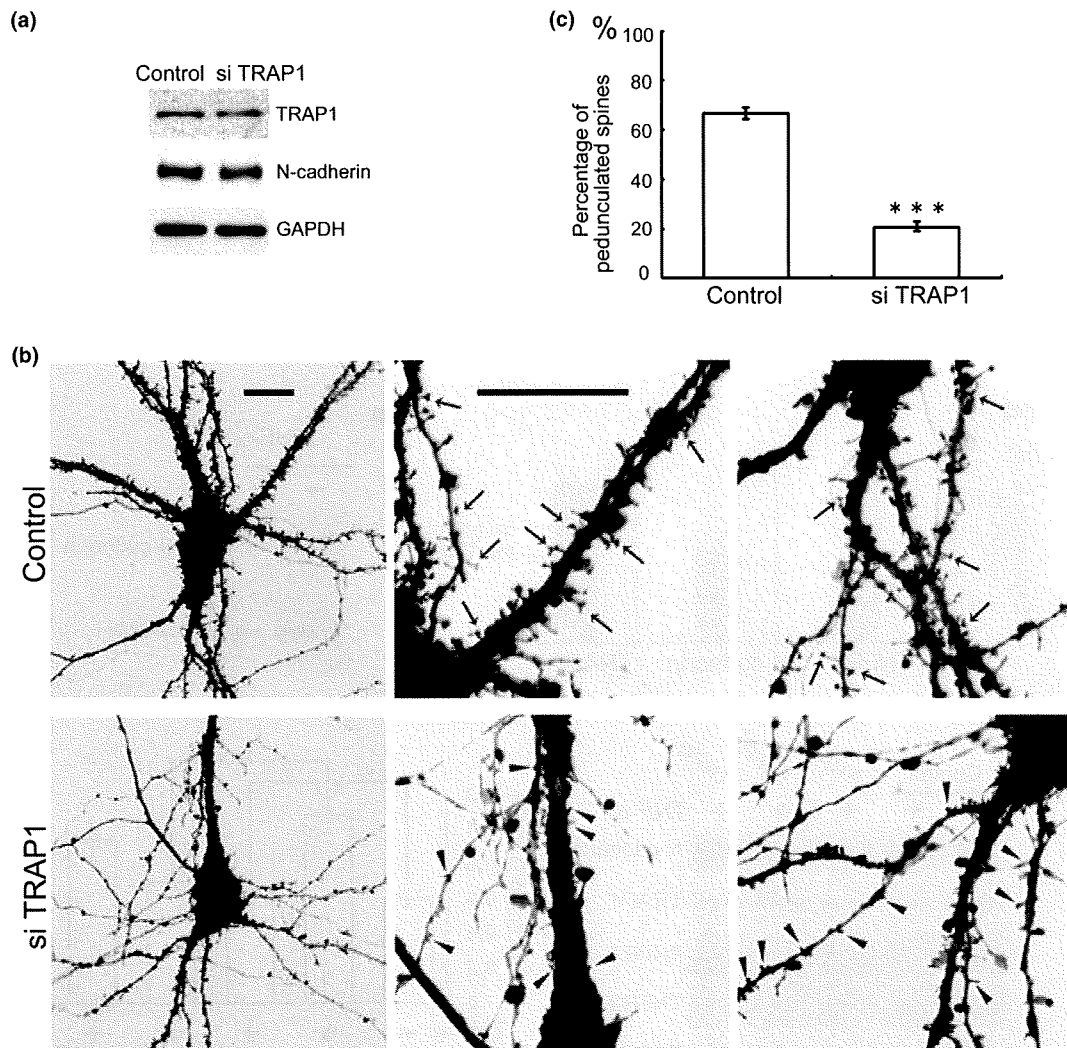 (a)
Control si TRAP1
TRAP1
N-cadherin
GAPDH
(c)
%
100
80
60
40
20
0
Percentage of
pedunculated spines
* * *
Control
si TRAP1
(b)
Control
si TRAP1